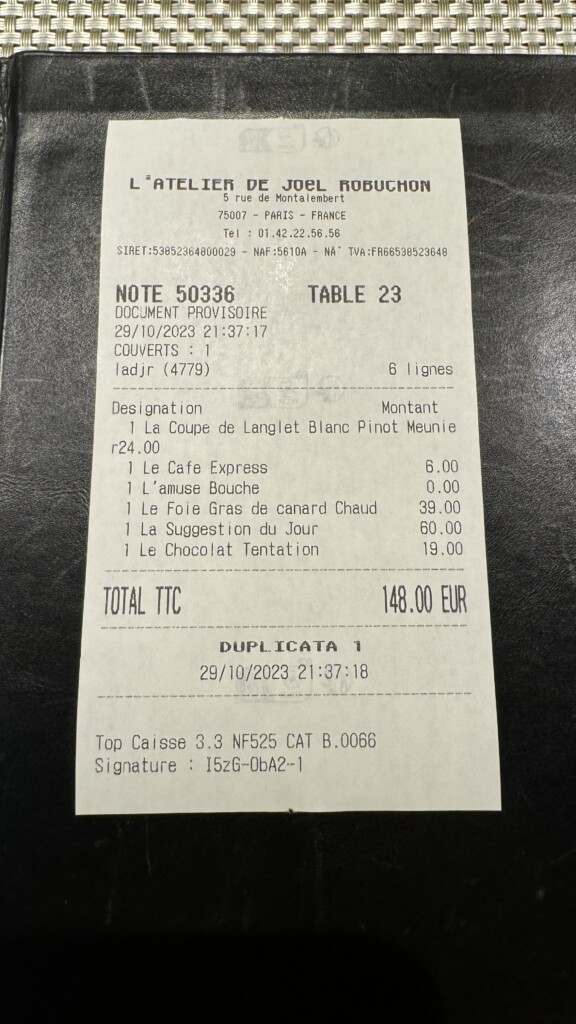 L'ATELIER DE JOEL ROBUCHON
5 rue de Montalembert
75007 - PARIS - FRANCE
Tel : 01.42.22.56.56
SIRET:53852364800029 - NAF:5610A - NÂ° TVA:FR66538523648
NOTE 50336 TABLE 23
DOCUMENT PROVISOIRE
29/10/2023 21:37:17
COUVERTS : 1
ladjr (4779) 6 lignes
Designation Montant
1 La Coupe de Langlet Blanc Pinot Meunie
r24.00
1 Le Cafe Express 6.00
1 L'amuse Bouche 0.00
1 Le Foie Gras de canard Chaud 39.00
1 La Suggestion du Jour 60.00
1 Le Chocolat Tentation 19.00
TOTAL TTC 148.00 EUR
DUPLICATA 1
29/10/2023 21:37:18
Top Caisse 3.3 NF525 CAT B.0066
Signature : I5zG-ObA2-1